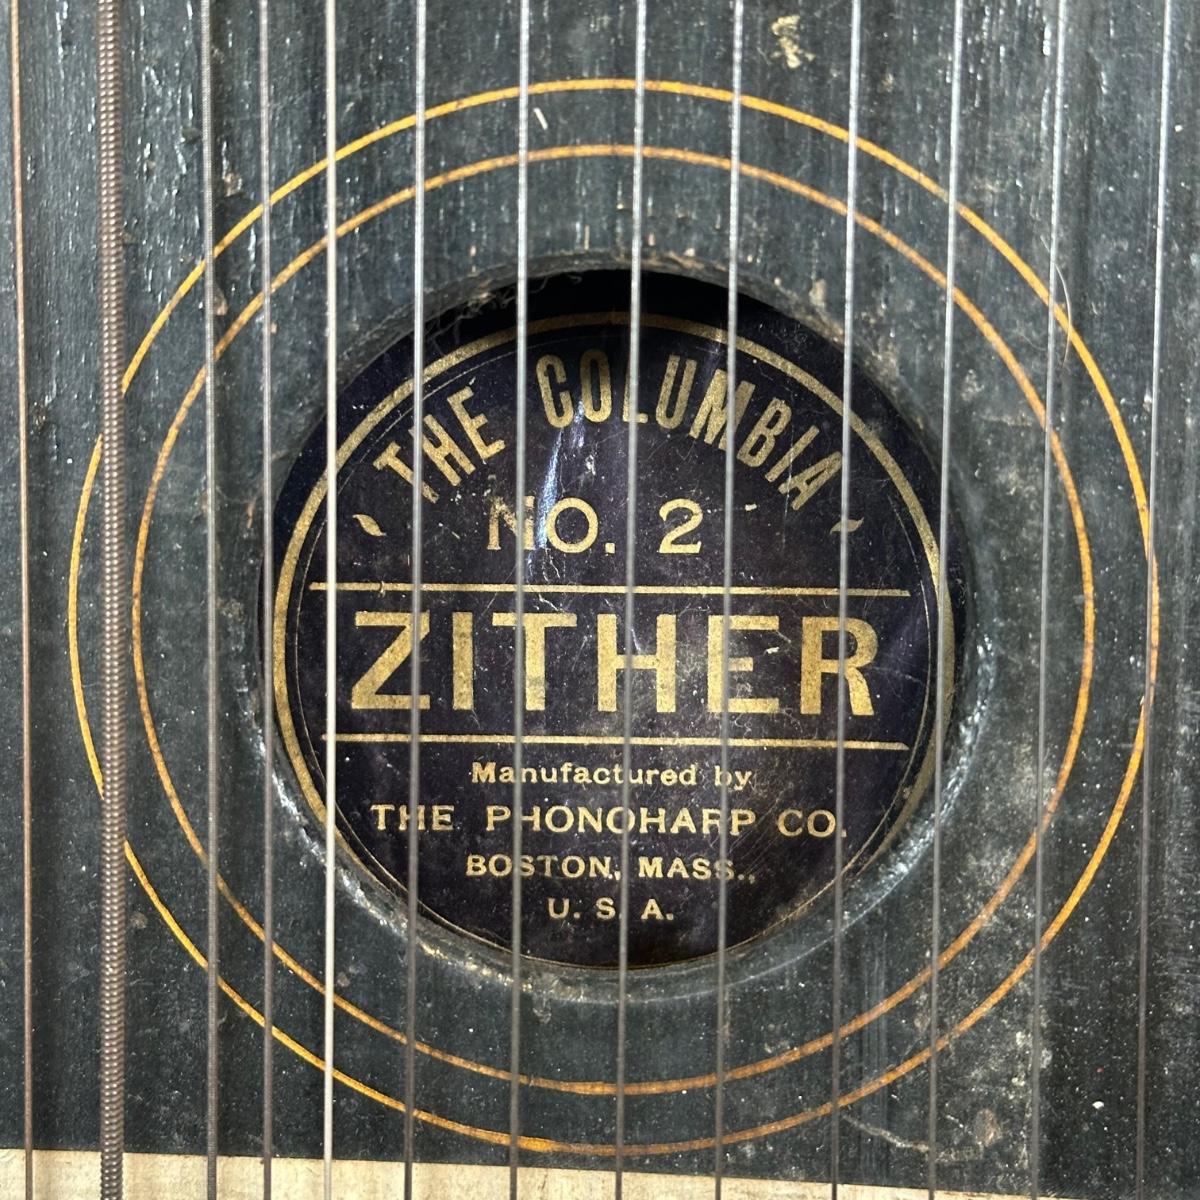 THE COLUMBIA
NO. 2
ZITHER
Manufactured by
THE PHONOHARP CO.
BOSTON, MASS.,
U. S. A.